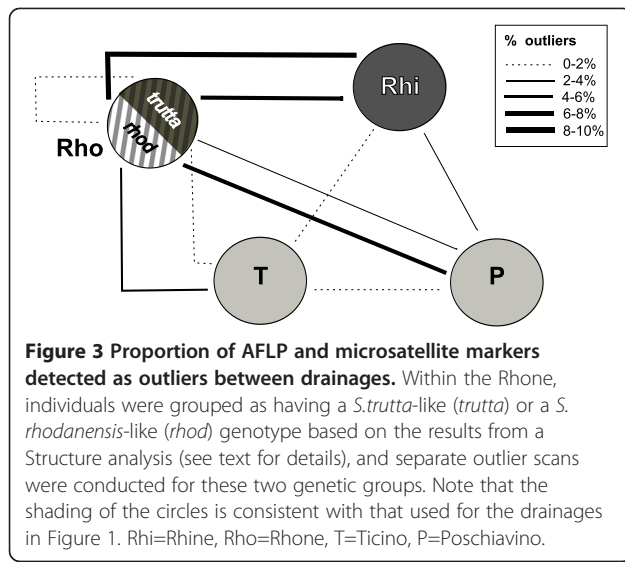 % outliers
0-2%
2-4%
4-6%
6-8%
8-10%
Rhi
trutta
rhod
Rho
T
P
Figure 3 Proportion of AFLP and microsatellite markers
detected as outliers between drainages. Within the Rhone,
individuals were grouped as having a S.trutta-like (trutta) or a S.
rhodanensis-like (rhod) genotype based on the results from a
Structure analysis (see text for details), and separate outlier scans
were conducted for these two genetic groups. Note that the
shading of the circles is consistent with that used for the drainages
in Figure 1. Rhi=Rhine, Rho=Rhone, T=Ticino, P=Poschiavino.